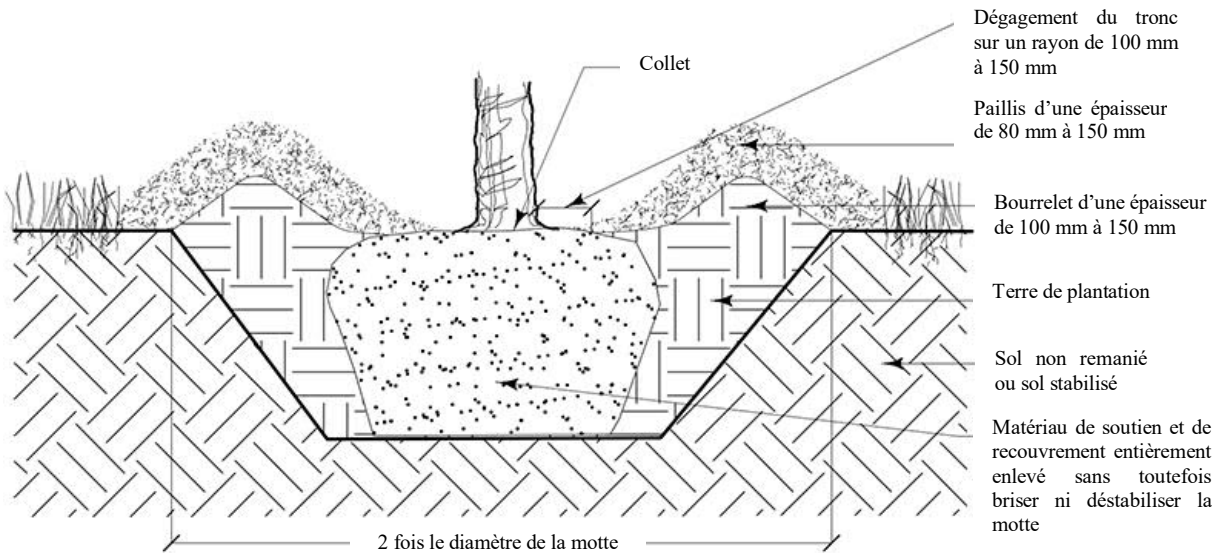 Dégagement du tronc
sur un rayon de 100 mm
à 150 mm
Collet
Paillis d’une épaisseur
de 80 mm à 150 mm
Bourrelet d’une épaisseur
de 100 mm à 150 mm
Terre de plantation
Sol non remanié
ou sol stabilisé
Matériau de soutien et de
recouvrement entièrement
enlevé sans toutefois
briser ni déstabiliser la
motte
2 fois le diamètre de la motte